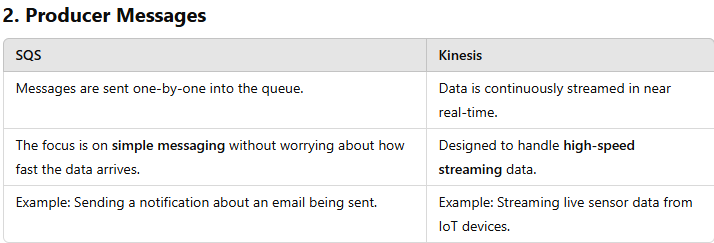 2. Producer Messages
SQS
Kinesis
Messages are sent one-by-one into the queue.
Data is continuously streamed in near
real-time.
The focus is on simple messaging without worrying about how
fast the data arrives.
Designed to handle high-speed
streaming data.
Example: Sending a notification about an email being sent.
Example: Streaming live sensor data from
IoT devices.